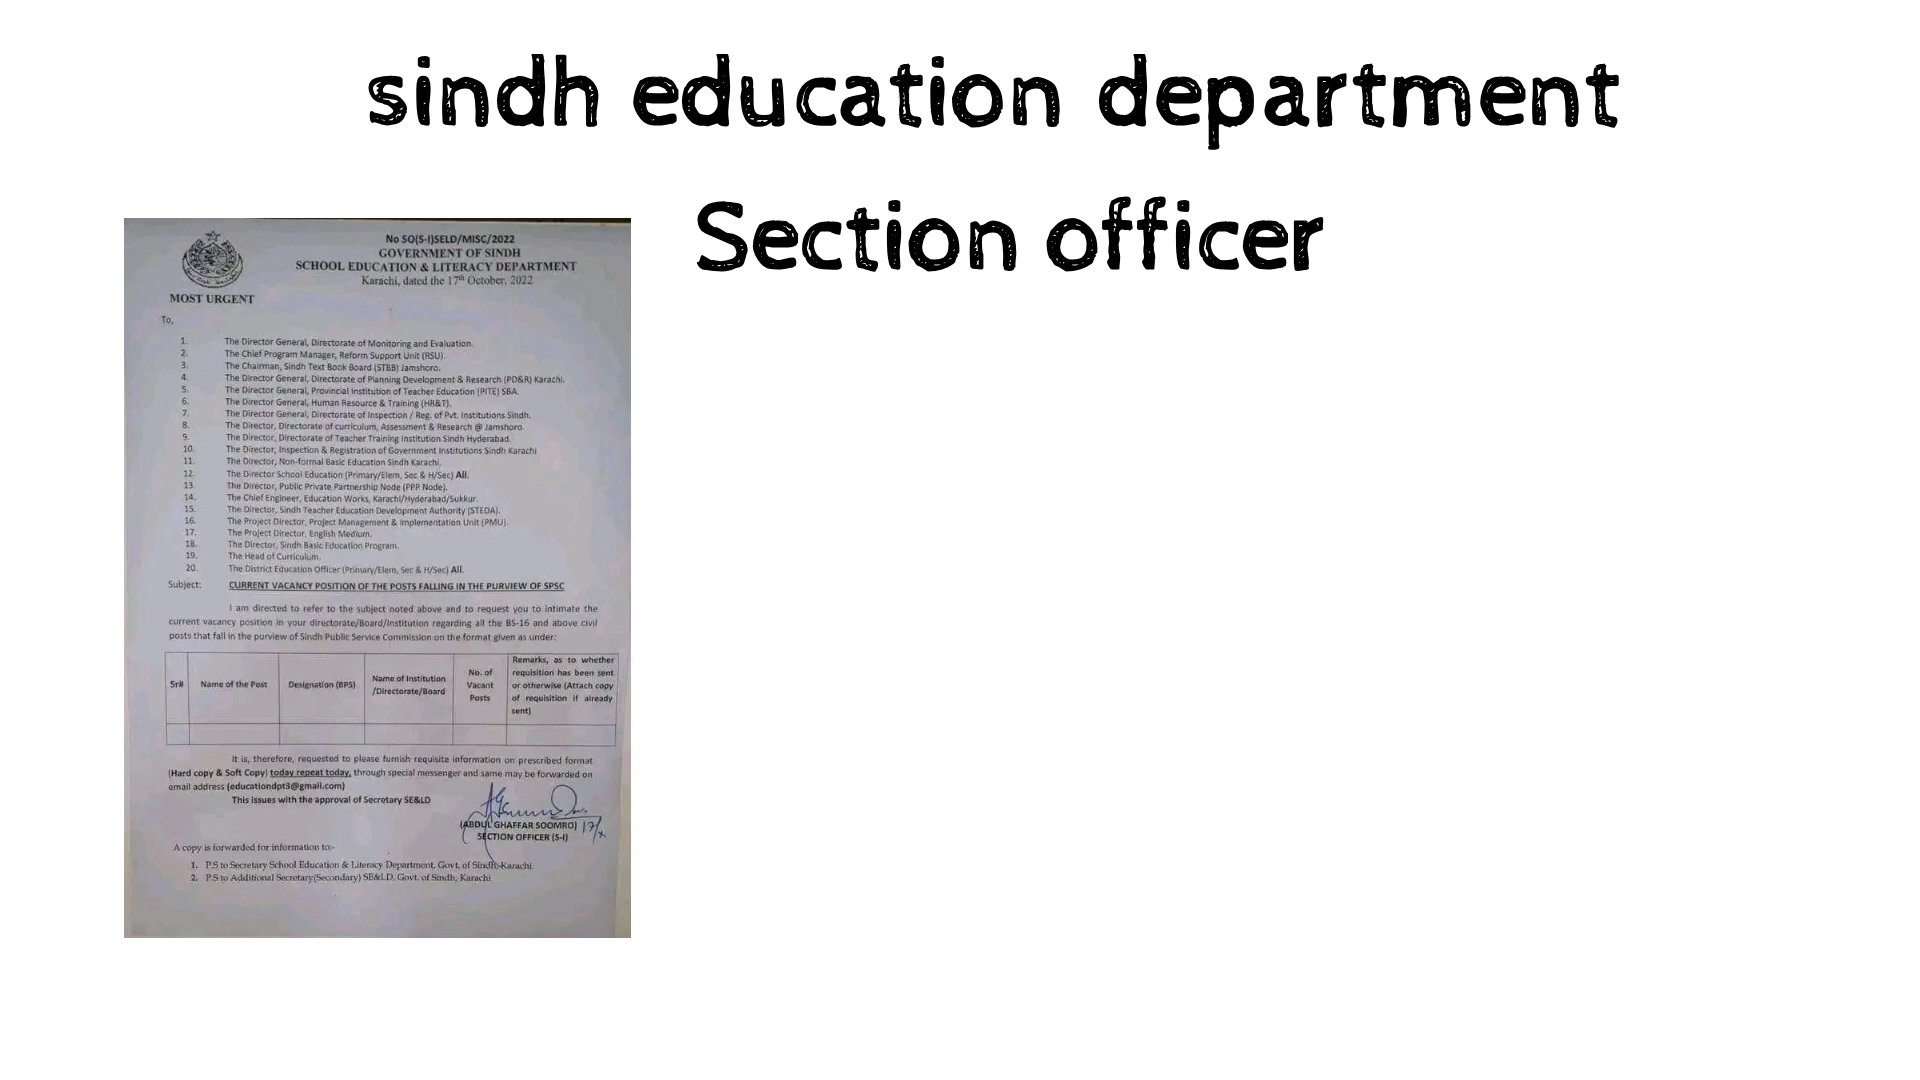 sindh education department
Section officer
No SO(S-I)SELD/MISC/2022
GOVERNMENT OF SINDH
SCHOOL EDUCATION & LITERACY DEPARTMENT
Karachi, dated the 17th October, 2022
MOST URGENT
To,
1. The Director General, Directorate of Monitoring and Evaluation.
2. The Chief Program Manager, Reform Support Unit (RSU).
3. The Chairman, Sindh Text Book Board (STBB) Jamshoro.
4. The Director General, Directorate of Planning Development & Research (PD&R) Karachi.
5. The Director General, Provincial Institution of Teacher Education (PITE) SBA.
6. The Director General, Human Resource & Training (HR&T).
7. The Director General, Directorate of Inspection / Reg. of Pvt. Institutions Sindh.
8. The Director, Directorate of curriculum, Assessment & Research @ Jamshoro.
9. The Director, Directorate of Teacher Training Institution Sindh Hyderabad.
10. The Director, Inspection & Registration of Government Institutions Sindh Karachi
11. The Director, Non-formal Basic Education Sindh Karachi.
12. The Director School Education (Primary/Elem, Sec & H/Sec) All.
13. The Director, Public Private Partnership Node (PPP Node).
14. The Chief Engineer, Education Works, Karachi/Hyderabad/Sukkur.
15. The Director, Sindh Teacher Education Development Authority (STEDA).
16. The Project Director, Project Management & Implementation Unit (PMU).
17. The Project Director, English Medium.
18. The Director, Sindh Basic Education Program.
19. The Head of Curriculum.
20. The District Education Officer (Primary/Elem, Sec & H/Sec) All.
Subject: CURRENT VACANCY POSITION OF THE POSTS FALLING IN THE PURVIEW OF SPSC
I am directed to refer to the subject noted above and to request you to intimate the
current vacancy position in your directorate/Board/Institution regarding all the BS-16 and above civil
posts that fall in the purview of Sindh Public Service Commission on the format given as under:
Sr#
Name of the Post
Designation (BPS)
Name of Institution
/Directorate/Board
No. of
Vacant
Posts
Remarks, as to whether
requisition has been sent
or otherwise (Attach copy
of requisition if already
sent)
It is, therefore, requested to please furnish requisite information on prescribed format
(Hard copy & Soft Copy) today repeat today, through special messenger and same may be forwarded on
email address (educationdpt3@gmail.com)
This issues with the approval of Secretary SE&LD
(ABDUL GHAFFAR SOOMRO)
SECTION OFFICER (S-I)
A copy is forwarded for information to:-
1. P.S to Secretary School Education & Literacy Department, Govt. of Sindh-Karachi.
2. P.S to Additional Secretary(Secondary) SE&LD, Govt. of Sindh, Karachi